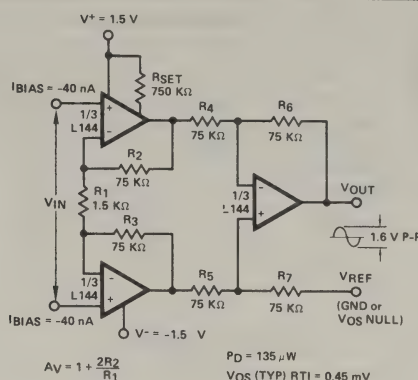 V+ = 1.5 V
IBIAS = -40 nA
RSET
750 KΩ
+
1/3
L144
-
R4
75 KΩ
R6
75 KΩ
R2
75 KΩ
R1
1.5 KΩ
VIN
R3
75 KΩ
-
1/3
L144
+
-
1/3
L144
+
VOUT
1.6 V P-P
R5
75 KΩ
R7
75 KΩ
VREF
(GND or
VOS NULL)
IBIAS = -40 nA
V- = -1.5 V
AV = 1 + 2R2
R1
PD = 135 μW
VOS (TYP) RTI = 0.45 mV